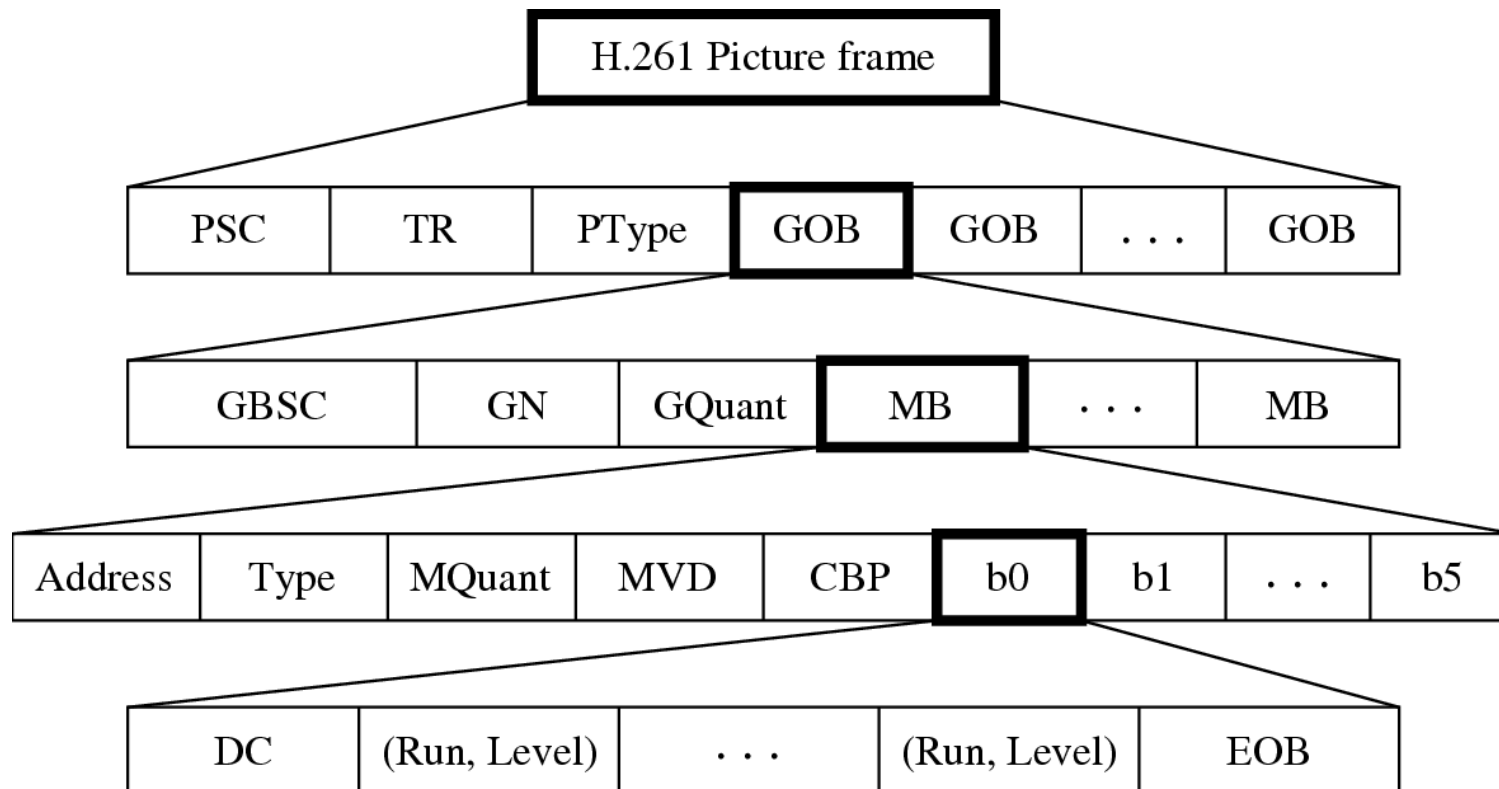 H.261 Picture frame
PSC TR PType GOB GOB . . . GOB
GBSC GN GQuant MB . . . MB
Address Type MQuant MVD CBP b0 b1 . . . b5
DC (Run, Level) . . . (Run, Level) EOB